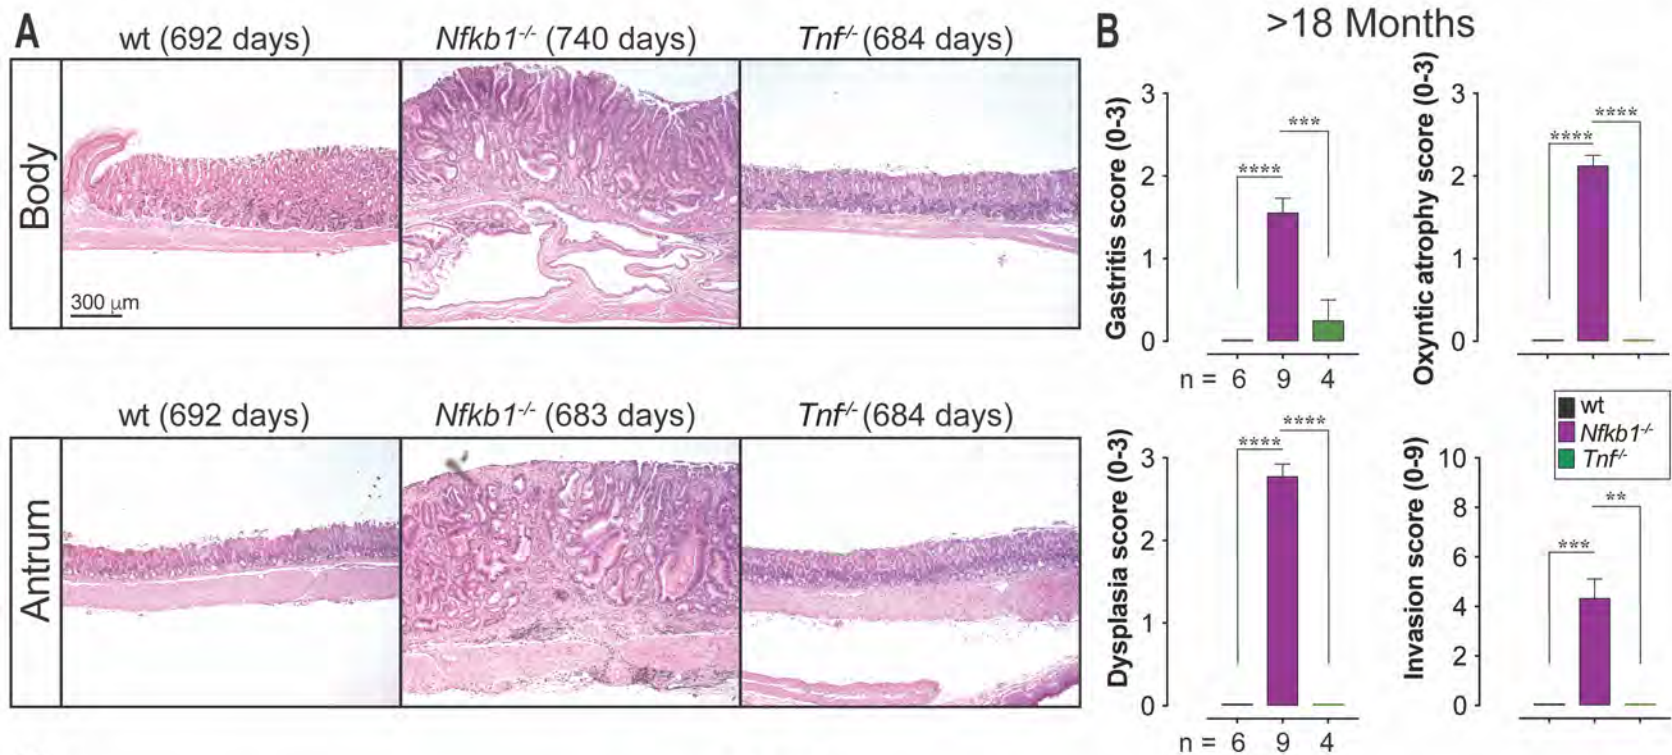 A
wt (692 days)
Nfkb1-/- (740 days)
Tnf/- (684 days)
Body
300 µm
wt (692 days)
Nfkb1-/- (683 days)
Tnf/- (684 days)
Antrum
B
>18 Months
Gastritis score (0-3)
3
2
1
0
****
***
n = 6 9 4
Oxyntic atrophy score (0-3)
3
2
1
0
****
****
wt
Nfkb1-/-
Tnf/-
Dysplasia score (0-3)
3
2
1
0
****
****
n = 6 9 4
Invasion score (0-9)
10
8
6
4
2
0
***
**